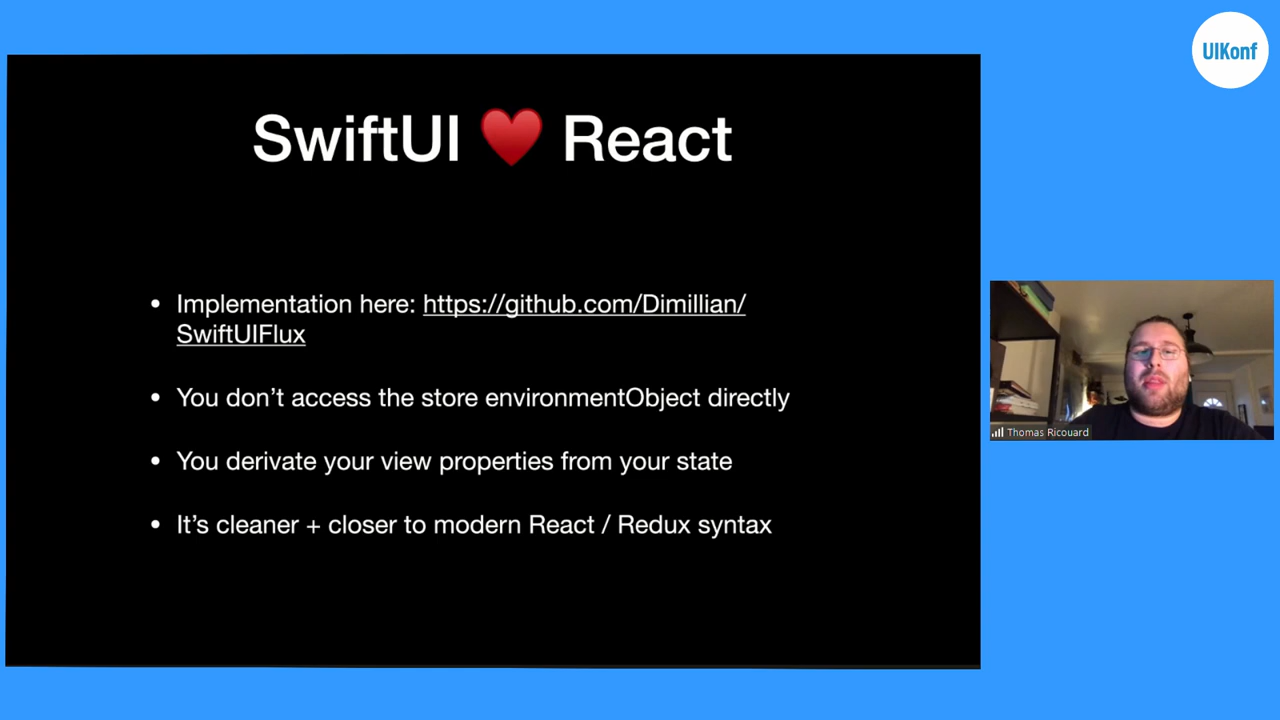 UIKonf
SwiftUI ♥️ React
• Implementation here: https://github.com/Dimillian/
SwiftUIFlux
• You don’t access the store environmentObject directly
• You derivate your view properties from your state
• It’s cleaner + closer to modern React / Redux syntax
Thomas Ricouard